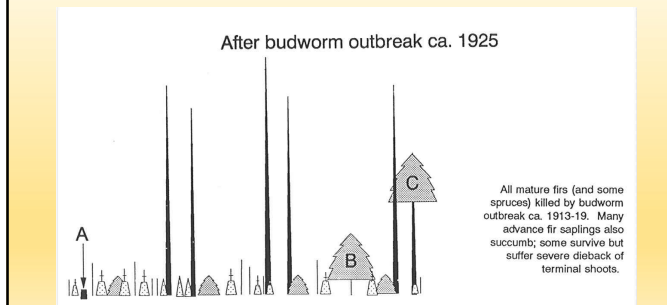 After budworm outbreak ca. 1925
A
B
C
All mature firs (and some
spruces) killed by budworm
outbreak ca. 1913-19. Many
advance fir saplings also
succumb; some survive but
suffer severe dieback of
terminal shoots.